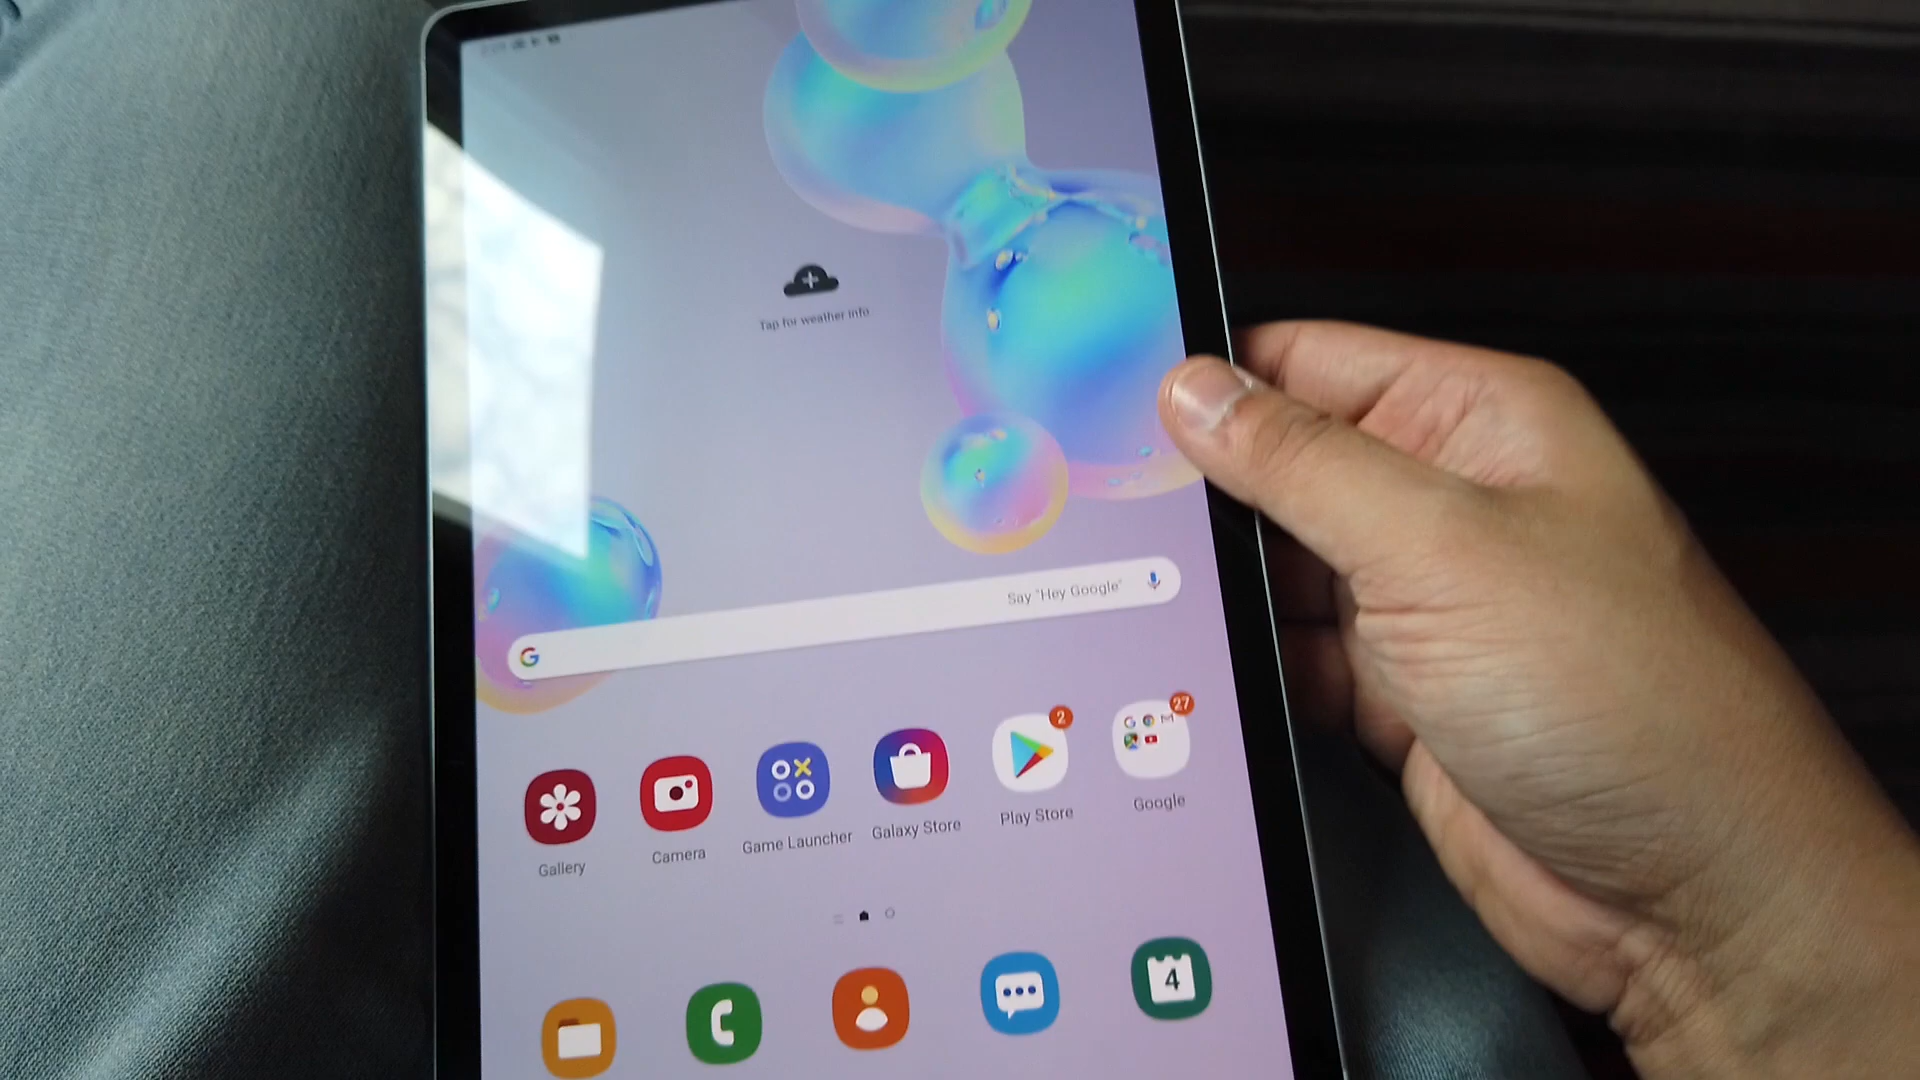 Tap for weather info
G Say "Hey Google"
2
27
Gallery
Camera
Game Launcher
Galaxy Store
Play Store
Google
4